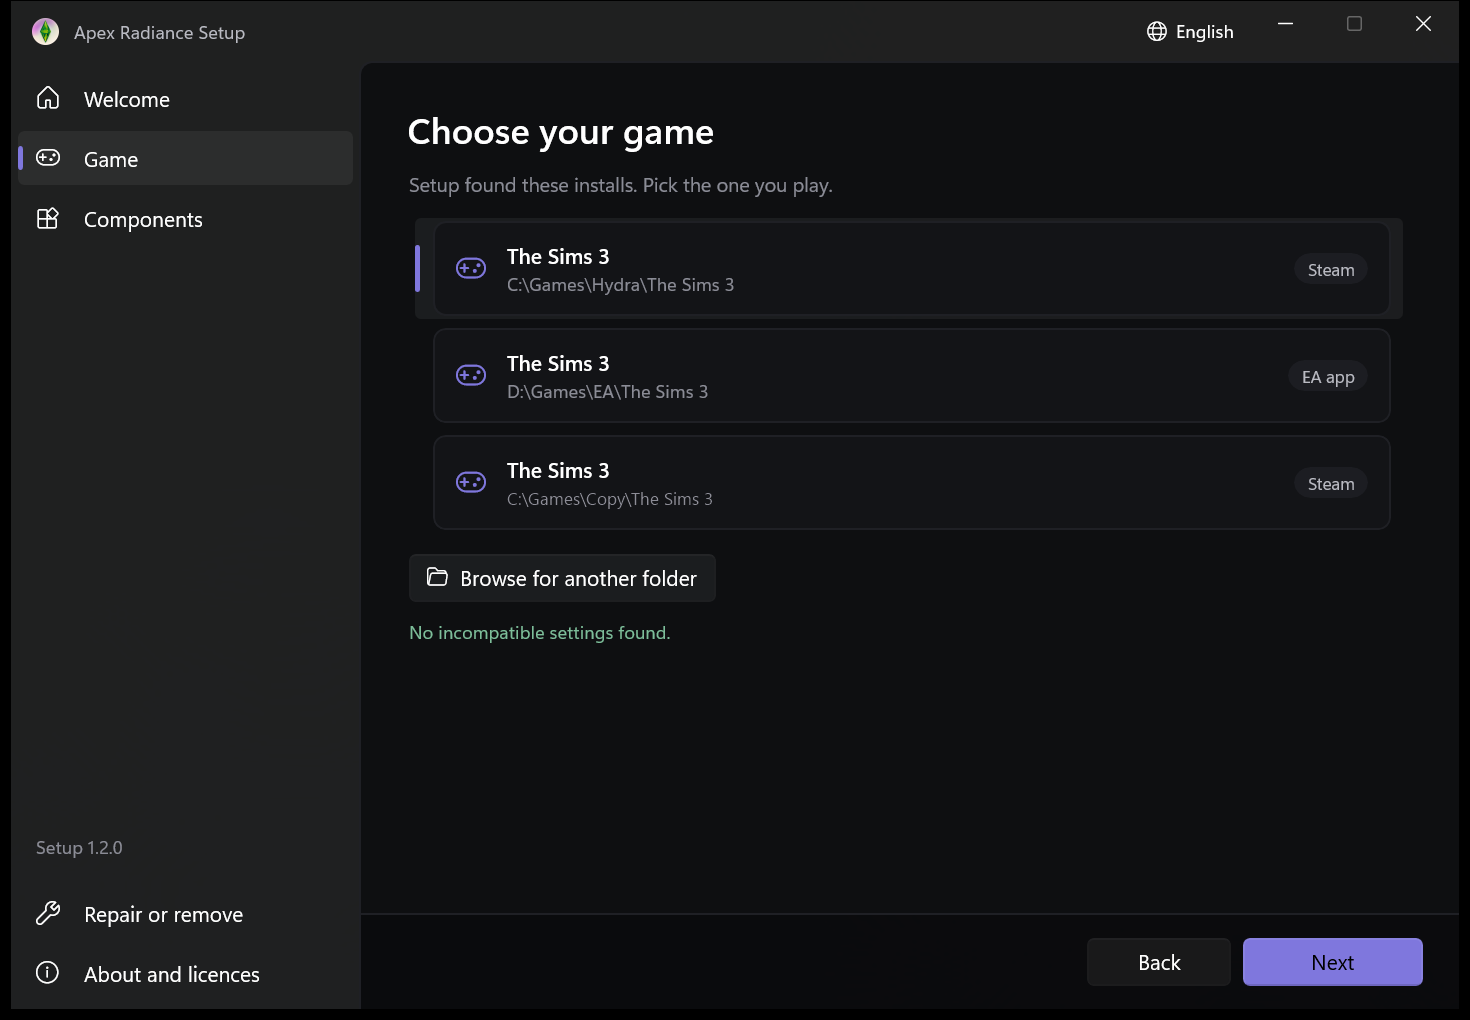 Apex Radiance Setup
English
Welcome
Game
Components
Choose your game
Setup found these installs. Pick the one you play.
The Sims 3
C:\Games\Hydra\The Sims 3
Steam
The Sims 3
D:\Games\EA\The Sims 3
EA app
The Sims 3
C:\Games\Copy\The Sims 3
Steam
Browse for another folder
No incompatible settings found.
Setup 1.2.0
Repair or remove
About and licences
Back
Next